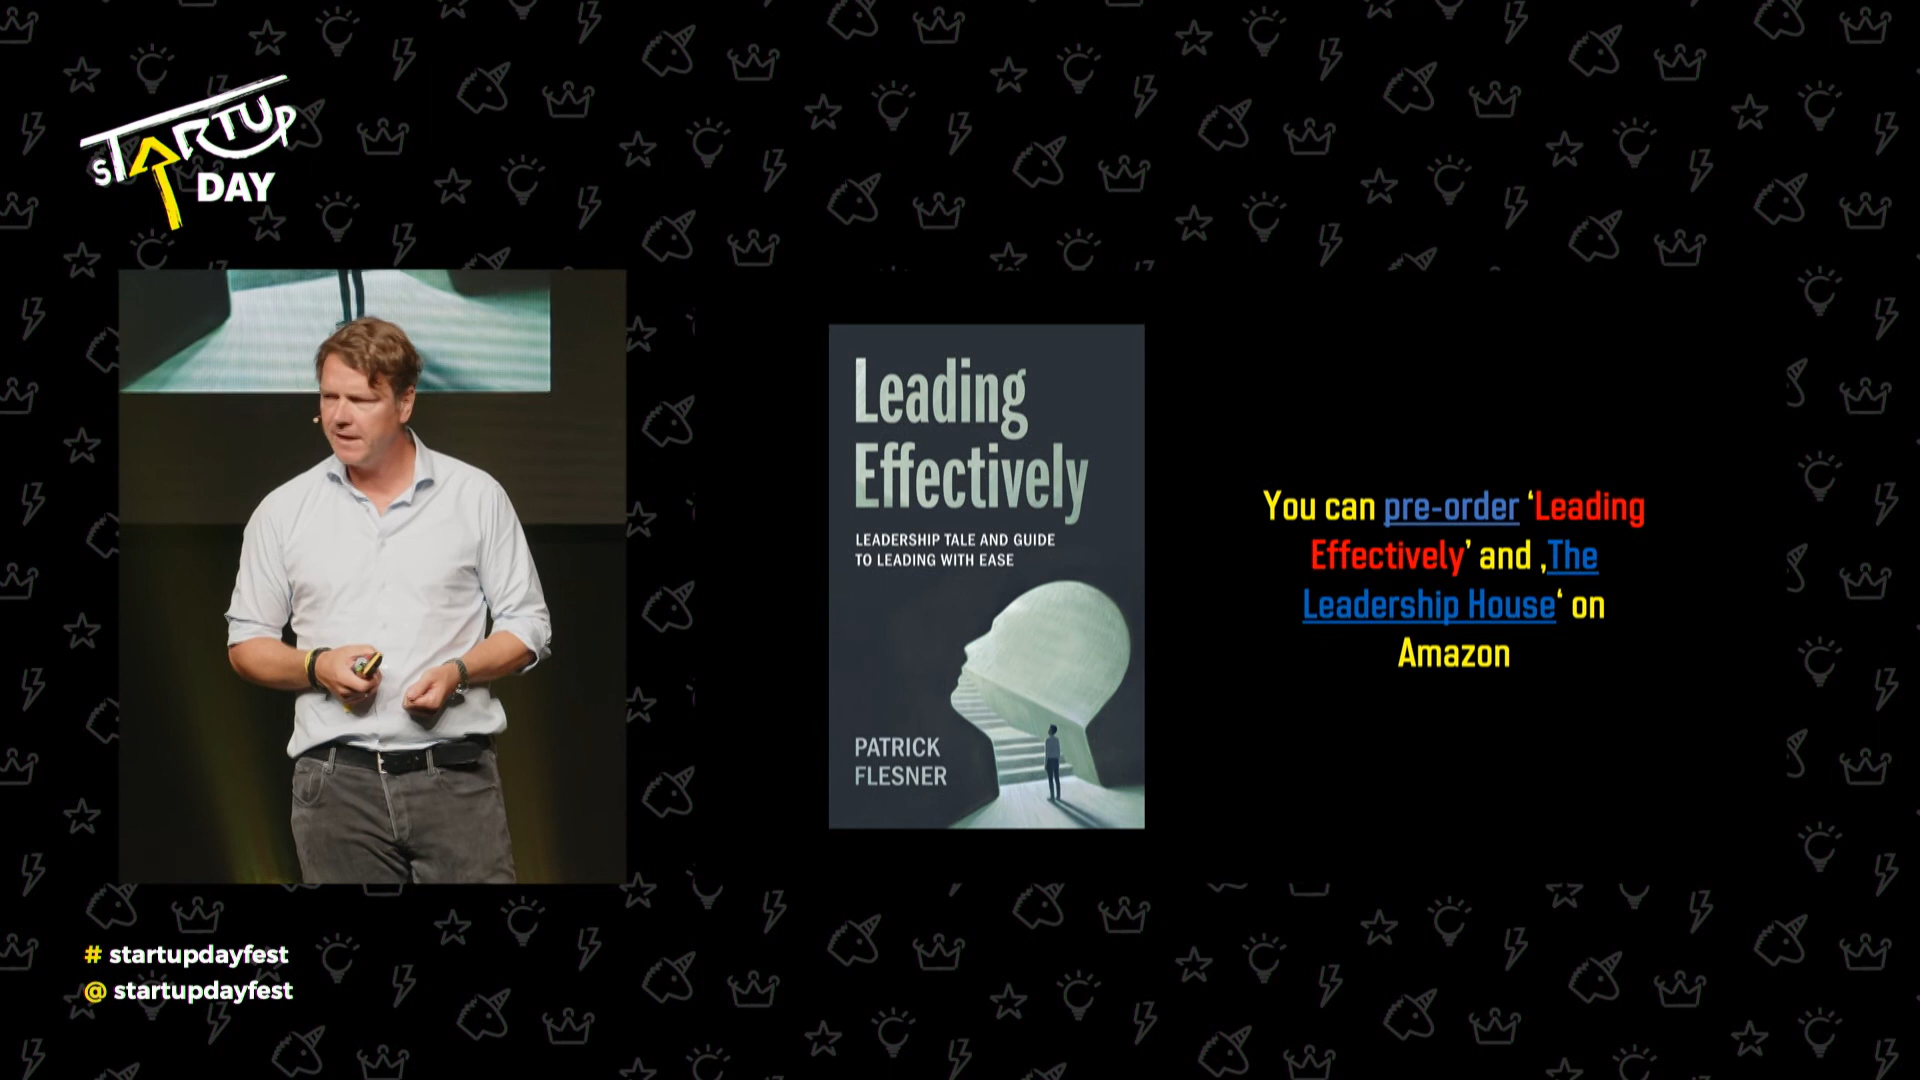 STARTUP
DAY
Leading
Effectively
LEADERSHIP TALE AND GUIDE
TO LEADING WITH EASE
PATRICK
FLESNER
You can pre-order ‘Leading
Effectively’ and ‚The
Leadership House‘ on
Amazon
# startupdayfest
@ startupdayfest